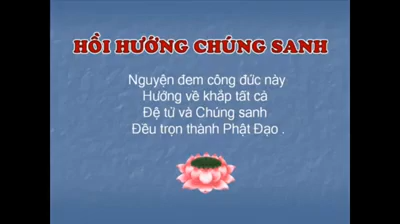 HỒI HƯỚNG CHÚNG SANH
Nguyện đem công đức này
Hướng về khắp tất cả
Đệ tử và Chúng sanh
Đều trọn thành Phật Đạo .